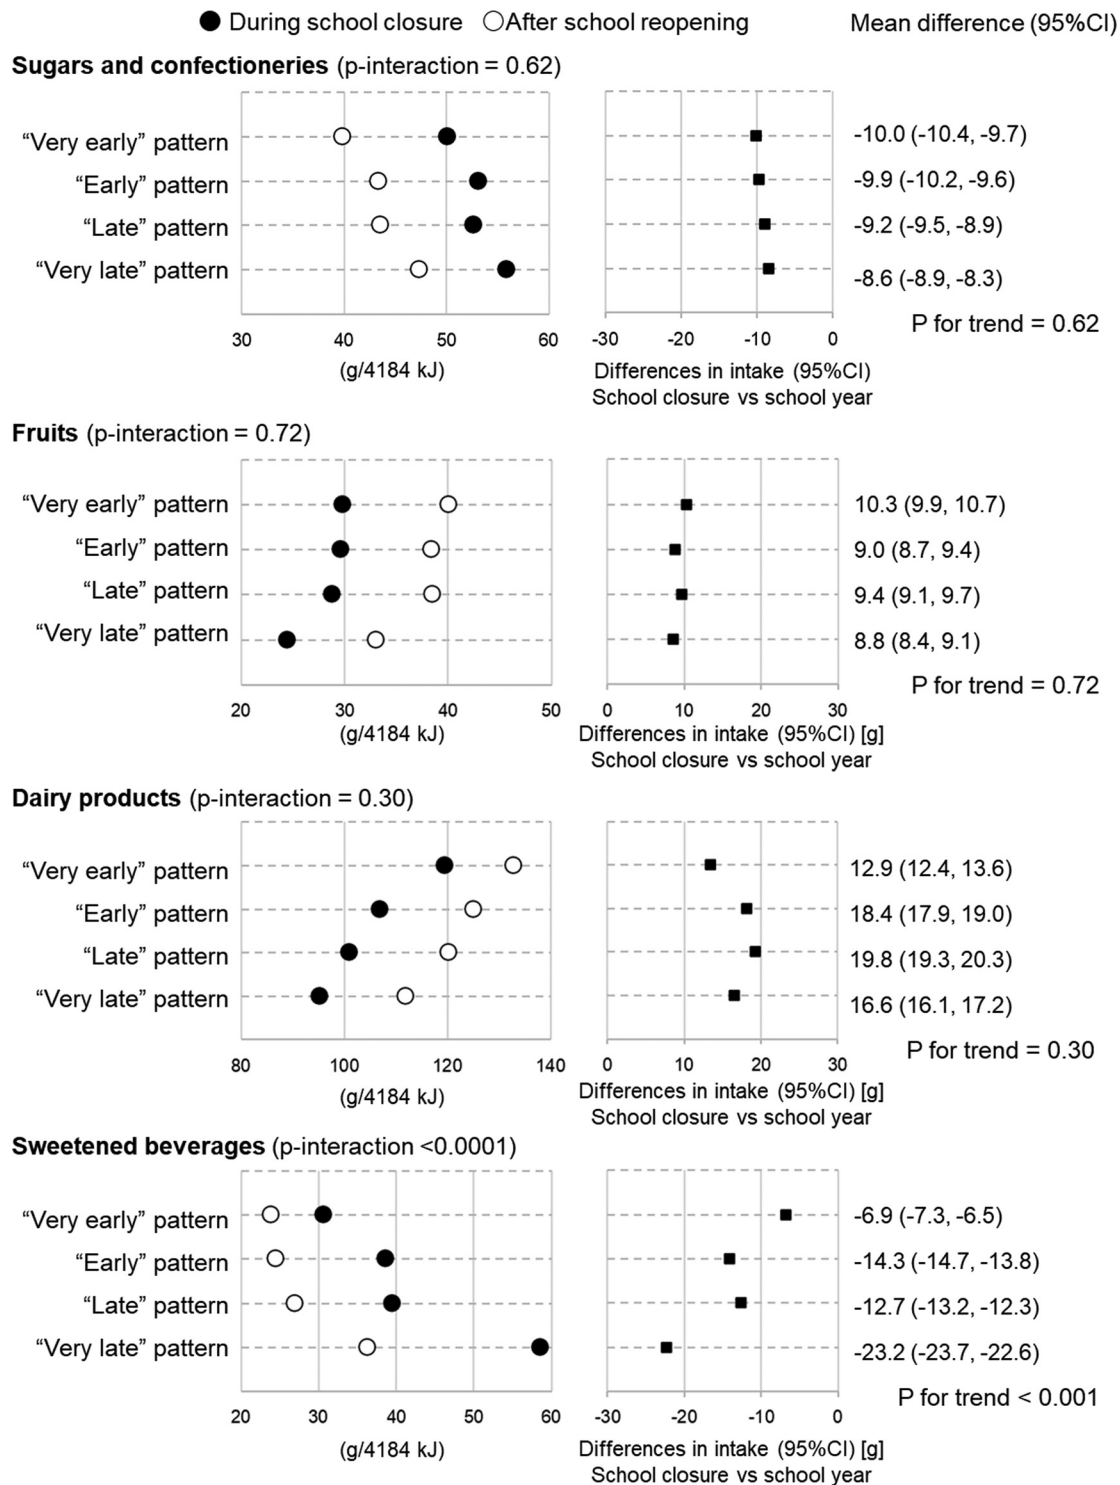 During school closure After school reopening Mean difference (95%CI)
Sugars and confectioneries (p-interaction = 0.62)
“Very early” pattern -10.0 (-10.4, -9.7)
“Early” pattern -9.9 (-10.2, -9.6)
“Late” pattern -9.2 (-9.5, -8.9)
“Very late” pattern -8.6 (-8.9, -8.3)
P for trend = 0.62
30 40 50 60 -30 -20 -10 0
(g/4184 kJ) Differences in intake (95%CI)
School closure vs school year
Fruits (p-interaction = 0.72)
“Very early” pattern 10.3 (9.9, 10.7)
“Early” pattern 9.0 (8.7, 9.4)
“Late” pattern 9.4 (9.1, 9.7)
“Very late” pattern 8.8 (8.4, 9.1)
P for trend = 0.72
20 30 40 50 0 10 20 30
(g/4184 kJ) Differences in intake (95%CI) [g]
School closure vs school year
Dairy products (p-interaction = 0.30)
“Very early” pattern 12.9 (12.4, 13.6)
“Early” pattern 18.4 (17.9, 19.0)
“Late” pattern 19.8 (19.3, 20.3)
“Very late” pattern 16.6 (16.1, 17.2)
P for trend = 0.30
80 100 120 140 0 10 20 30
(g/4184 kJ) Differences in intake (95%CI) [g]
School closure vs school year
Sweetened beverages (p-interaction <0.0001)
“Very early” pattern -6.9 (-7.3, -6.5)
“Early” pattern -14.3 (-14.7, -13.8)
“Late” pattern -12.7 (-13.2, -12.3)
“Very late” pattern -23.2 (-23.7, -22.6)
P for trend < 0.001
20 30 40 50 60 -30 -20 -10 0
(g/4184 kJ) Differences in intake (95%CI) [g]
School closure vs school year